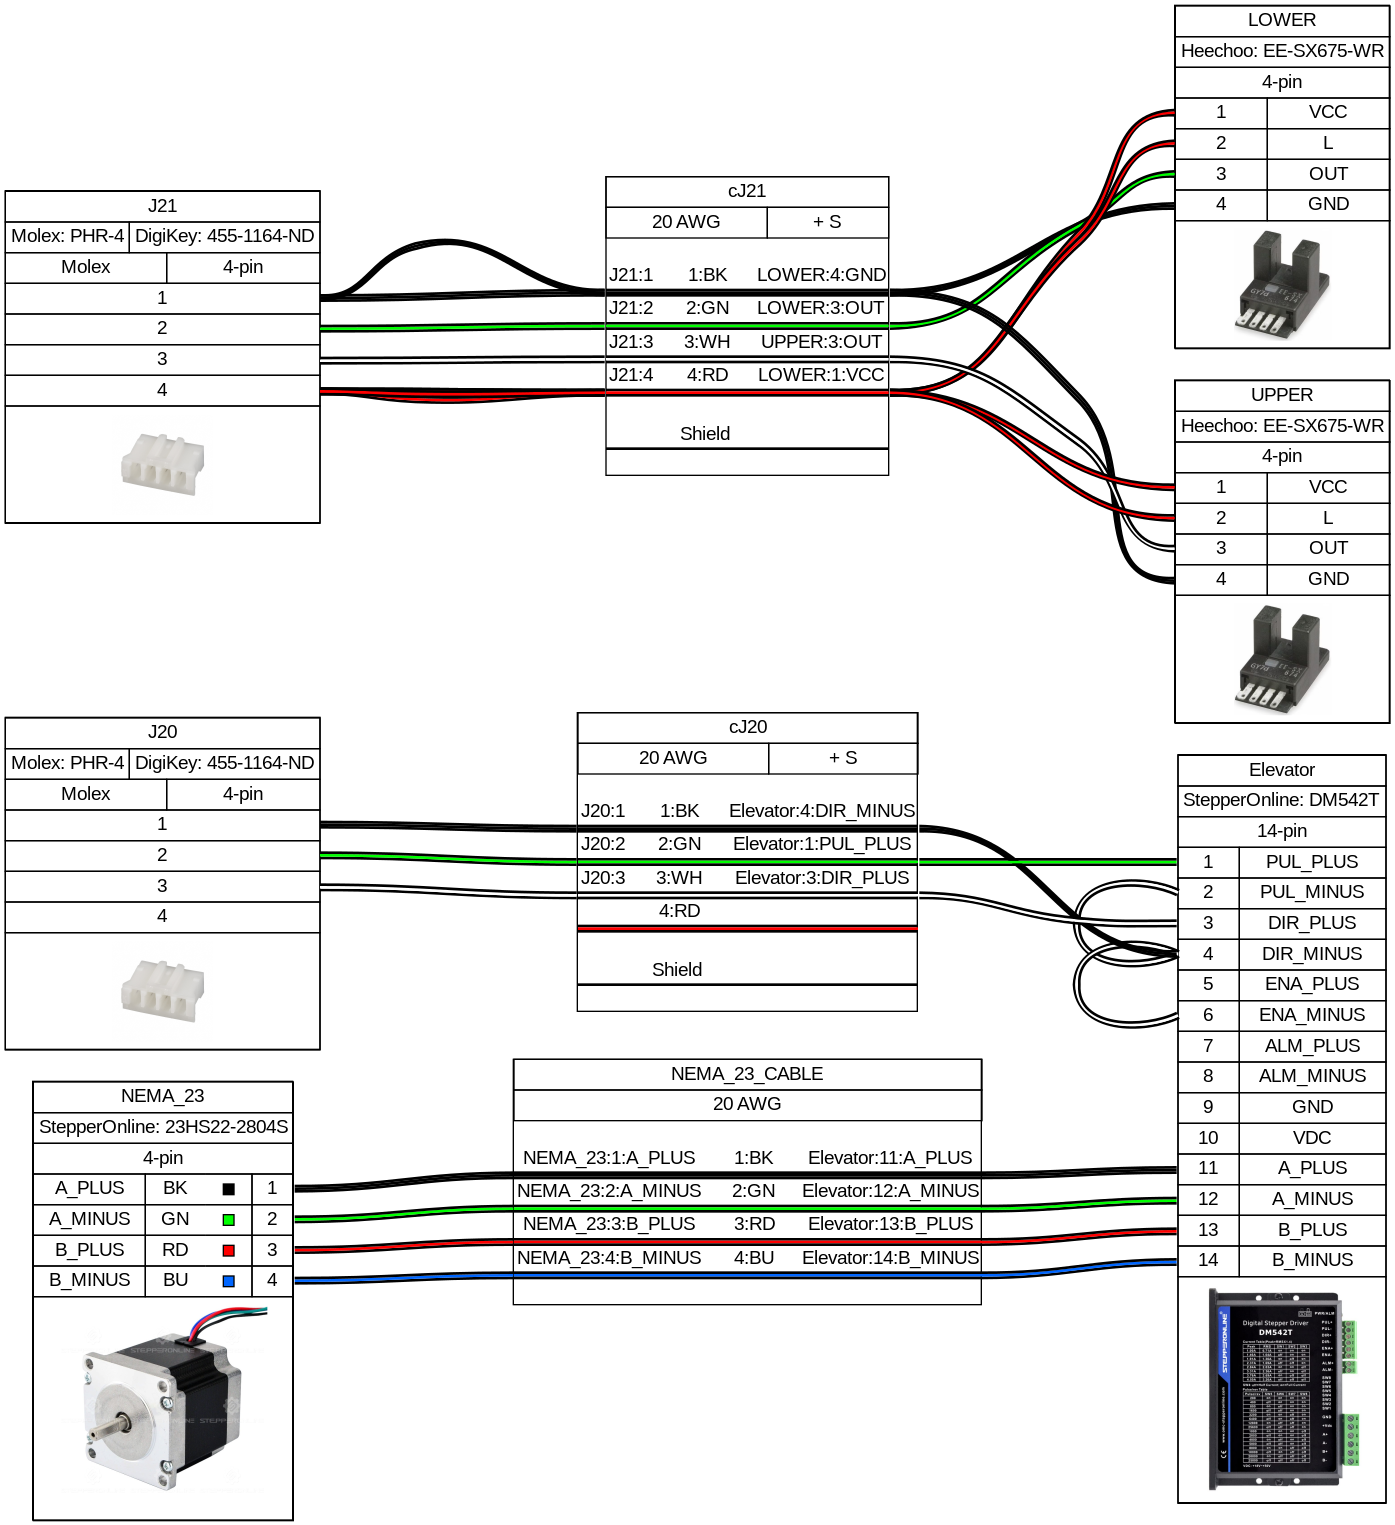 LOWER
Heechoo: EE-SX675-WR
4-pin
1 VCC
2 L
3 OUT
4 GND
J21
Molex: PHR-4 DigiKey: 455-1164-ND
Molex 4-pin
1
2
3
4
cJ21
20 AWG + S
J21:1 1:BK LOWER:4:GND
J21:2 2:GN LOWER:3:OUT
J21:3 3:WH UPPER:3:OUT
J21:4 4:RD LOWER:1:VCC
Shield
UPPER
Heechoo: EE-SX675-WR
4-pin
1 VCC
2 L
3 OUT
4 GND
J20
Molex: PHR-4 DigiKey: 455-1164-ND
Molex 4-pin
1
2
3
4
cJ20
20 AWG + S
J20:1 1:BK Elevator:4:DIR_MINUS
J20:2 2:GN Elevator:1:PUL_PLUS
J20:3 3:WH Elevator:3:DIR_PLUS
4:RD
Shield
Elevator
StepperOnline: DM542T
14-pin
1 PUL_PLUS
2 PUL_MINUS
3 DIR_PLUS
4 DIR_MINUS
5 ENA_PLUS
6 ENA_MINUS
7 ALM_PLUS
8 ALM_MINUS
9 GND
10 VDC
11 A_PLUS
12 A_MINUS
13 B_PLUS
14 B_MINUS
Digital Stepper Driver
DM542T
STEPPERONLINE
NEMA_23
StepperOnline: 23HS22-2804S
4-pin
A_PLUS BK 1
A_MINUS GN 2
B_PLUS RD 3
B_MINUS BU 4
NEMA_23_CABLE
20 AWG
NEMA_23:1:A_PLUS 1:BK Elevator:11:A_PLUS
NEMA_23:2:A_MINUS 2:GN Elevator:12:A_MINUS
NEMA_23:3:B_PLUS 3:RD Elevator:13:B_PLUS
NEMA_23:4:B_MINUS 4:BU Elevator:14:B_MINUS